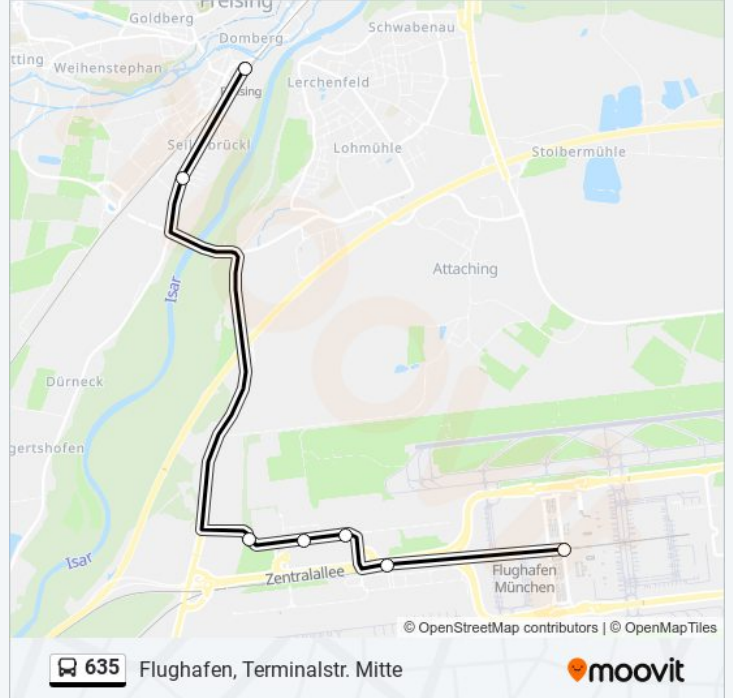 Freising
Goldberg
Schwabenau
Domberg
tting
Weihenstephan
Lerchenfeld
Lohmühle
Stoibermühle
Attaching
Isar
Dürneck
gertshofen
Isar
Zentralallee
Flughafen
München
© OpenStreetMap contributors | © OpenMapTiles
635 Flughafen, Terminalstr. Mitte
moovit